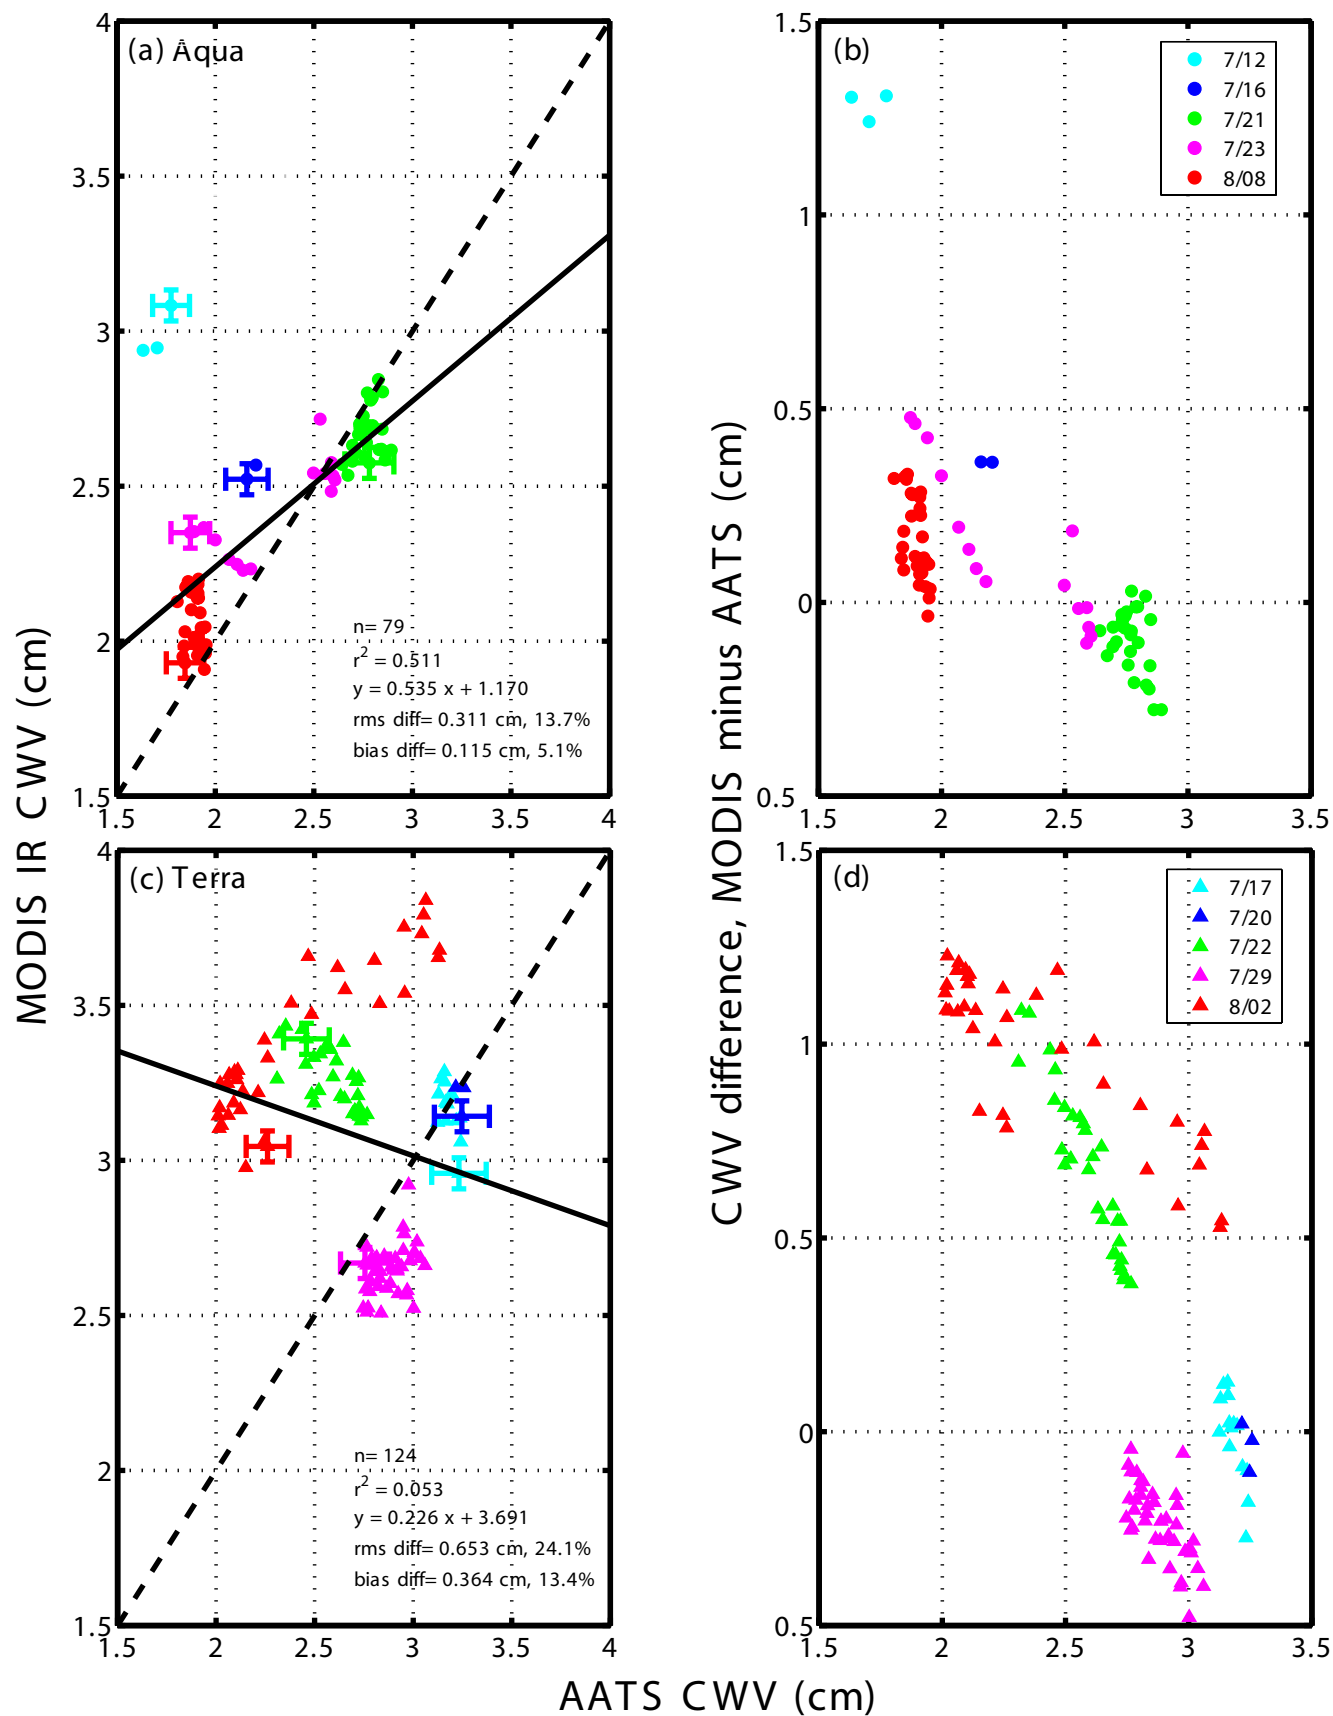 MODIS IR CWV (cm)
(a) Aqua
4
3.5
3
2.5
2
1.5
1.5 2 2.5 3 3.5 4
n= 79
r² = 0.511
y = 0.535 x + 1.170
rms diff= 0.311 cm, 13.7%
bias diff= 0.115 cm, 5.1%
CWV difference, MODIS minus AATS (cm)
(b)
7/12
7/16
7/21
7/23
8/08
1.5
1
0.5
0
0.5
1.5 2 2.5 3 3.5
(c) Terra
4
3.5
3
2.5
2
1.5
1.5 2 2.5 3 3.5 4
n= 124
r² = 0.053
y = 0.226 x + 3.691
rms diff= 0.653 cm, 24.1%
bias diff= 0.364 cm, 13.4%
(d)
7/17
7/20
7/22
7/29
8/02
1.5
1
0.5
0
0.5
1.5 2 2.5 3 3.5
AATS CWV (cm)